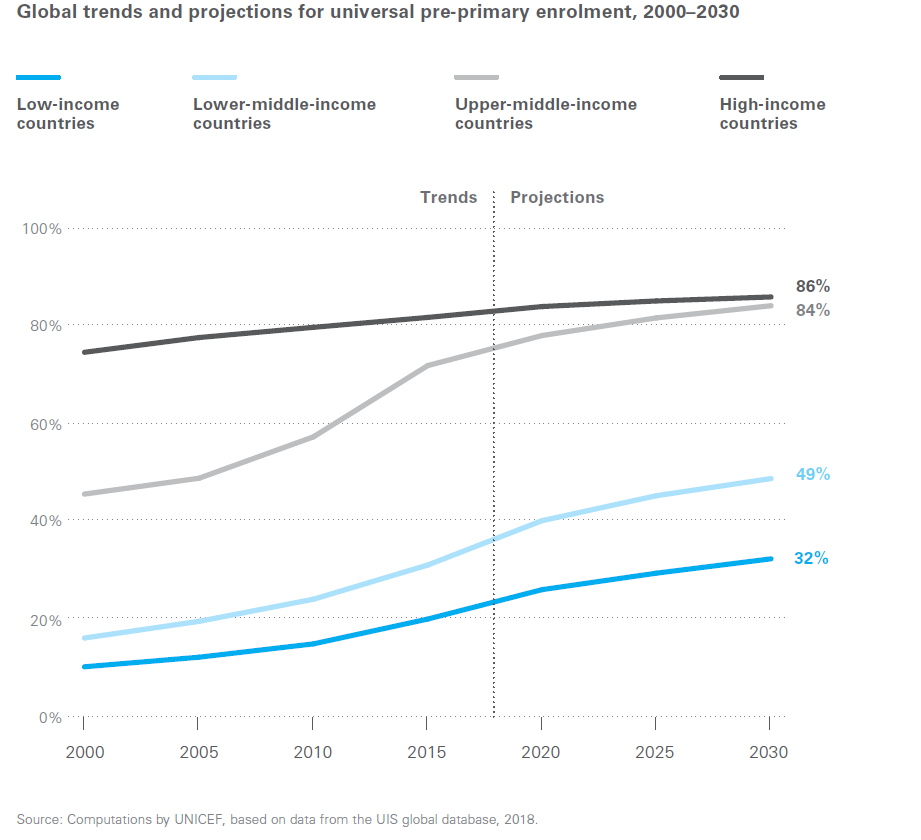 Global trends and projections for universal pre-primary enrolment, 2000–2030
Low-income
countries
Lower-middle-income
countries
Upper-middle-income
countries
High-income
countries
Trends
Projections
100%
80%
60%
40%
20%
0%
86%
84%
49%
32%
2000
2005
2010
2015
2020
2025
2030
Source: Computations by UNICEF, based on data from the UIS global database, 2018.